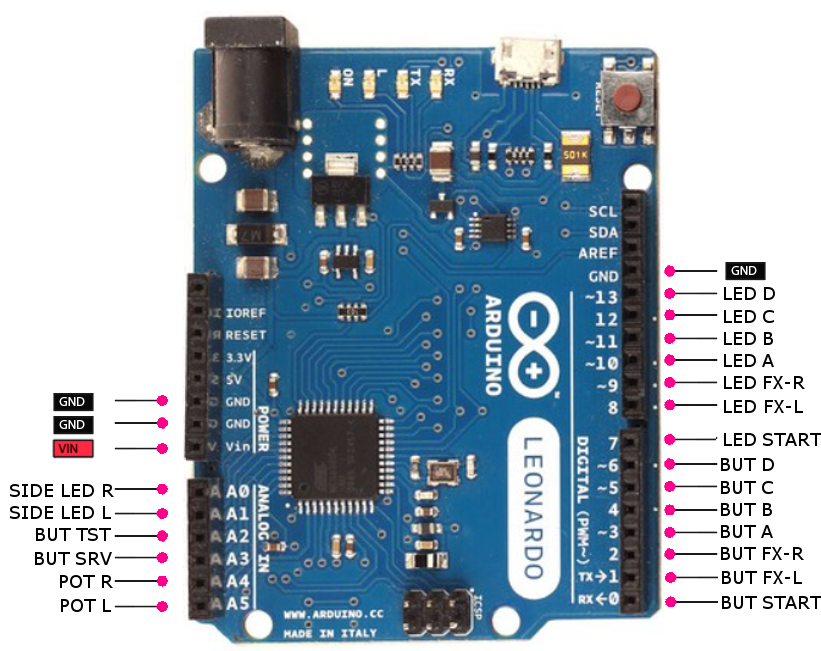 ON
L
TX
RX
RESET
501K
M7
SCL
SDA
AREF
GND
GND
~13
LED D
12
LED C
~11
LED B
~10
LED A
~9
LED FX-R
8
LED FX-L
7
LED START
~6
BUT D
~5
BUT C
4
BUT B
~3
BUT A
2
BUT FX-R
TX→1
BUT FX-L
RX←0
BUT START
IOREF
RESET
3.3V
5V
GND
GND
GND
GND
VIN
Vin
POWER
SIDE LED R
A0
SIDE LED L
A1
BUT TST
A2
BUT SRV
A3
POT R
A4
POT L
A5
ANALOG IN
ARDUINO
LEONARDO
DIGITAL (PWM~)
ICSP
WWW.ARDUINO.CC
MADE IN ITALY